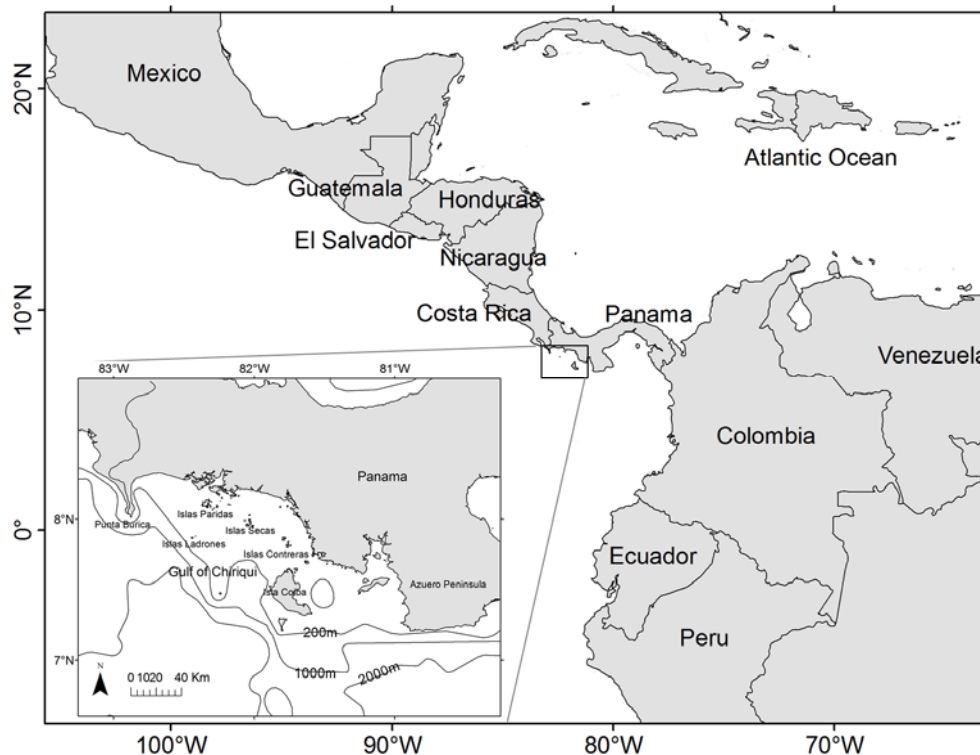 Mexico
Atlantic Ocean
Guatemala
Honduras
El Salvador
Nicaragua
Costa Rica
Panama
Venezuela
Colombia
Ecuador
Peru
20°N
10°N
0°
100°W
90°W
80°W
70°W
83°W
82°W
81°W
Panama
8°N
Punta Burica
Islas Paridas
Islas Secas
Islas Ladrones
Islas Contreras
Gulf of Chiriqui
Isla Coiba
Azuero Peninsula
200m
1000m
2000m
7°N
N
0 1020 40 Km